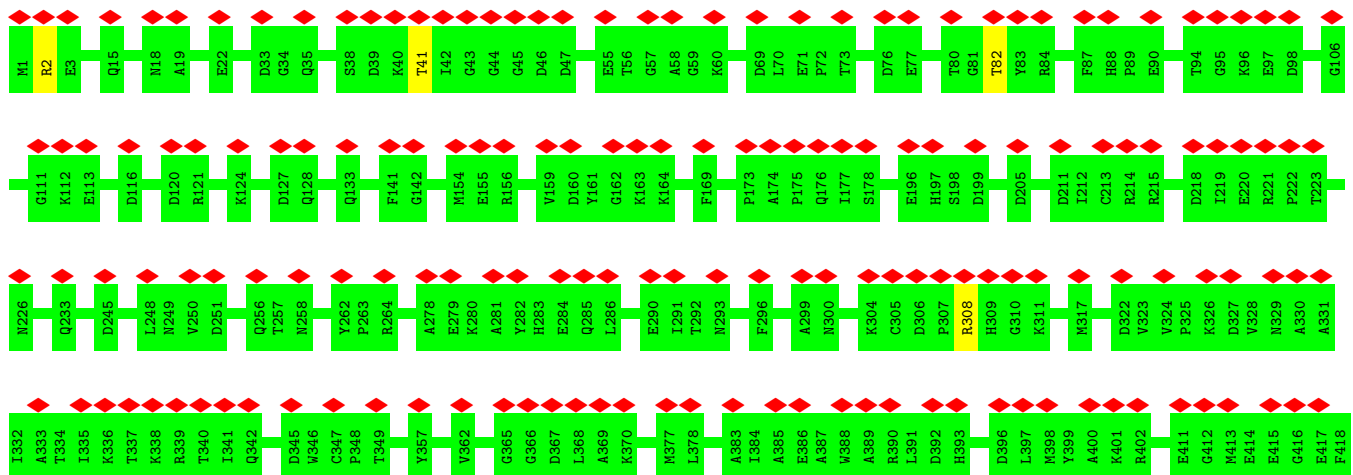 M1 R2 E3 Q15 N18 A19 E22 D33 G34 Q35 S38 D39 K40 T41 I42 G43 G44 G45 D46 D47 E55 T56 G57 A58 G59 K60 D69 L70 E71 P72 T73 D76 E77 T80 G81 T82 Y83 R84 F87 H88 P89 E90 T94 G95 K96 E97 D98 G106
G111 K112 E113 D116 D120 R121 K124 D127 Q128 Q133 F141 G142 M154 E155 R156 V159 D160 Y161 G162 K163 K164 F169 P173 A174 P175 Q176 I177 S178 E196 H197 S198 D199 D205 D211 I212 C213 R214 R215 D218 I219 E220 R221 P222 T223
N226 Q233 D245 L248 N249 V250 D251 Q256 T257 N258 Y262 P263 R264 A278 E279 K280 A281 Y282 H283 E284 Q285 L286 E290 I291 T292 N293 F296 A299 N300 K304 C305 D306 P307 R308 H309 G310 K311 M317 D322 V323 V324 P325 K326 D327 V328 N329 A330 A331
I332 A333 T334 I335 K336 T337 K338 R339 T340 I341 Q342 D345 W346 C347 P348 T349 Y357 V362 G365 G366 D367 L368 A369 K370 M377 L378 A383 I384 A385 E386 A387 W388 A389 R390 L391 D392 H393 D396 L397 M398 Y399 A400 K401 R402 E411 G412 M413 E414 E415 G416 E417 F418